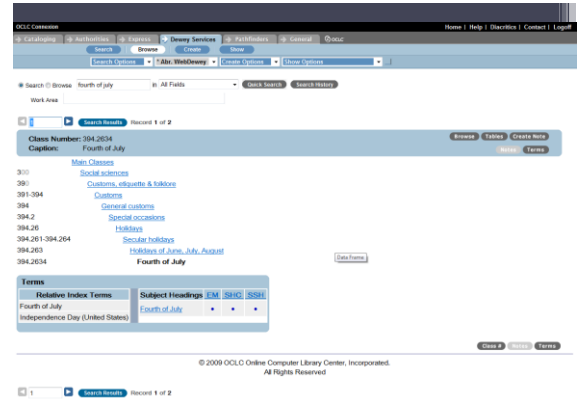 OCLC Connexion
Home | Help | Diacritics | Contact | Logoff
Cataloging Authorities Express Dewey Services Pathfinders General OCLC
Search Browse Create Show
Search Options *Abr. WebDewey Create Options Show Options
Search Browse fourth of july in All Fields Quick Search Search History
Work Area
1 Search Results Record 1 of 2
Class Number: 394.2634 Browse Tables Create Note
Caption: Fourth of July Notes Terms
Main Classes
300 Social sciences
390 Customs, etiquette & folklore
391-394 Customs
394 General customs
394.2 Special occasions
394.26 Holidays
394.261-394.264 Secular holidays
394.263 Holidays of June, July, August
394.2634 Fourth of July
Data Frame
Terms
Relative Index Terms Subject Headings EM SHC SSH
Fourth of July Fourth of July • • •
Independence Day (United States)
Class # Notes Terms
© 2009 OCLC Online Computer Library Center, Incorporated.
All Rights Reserved
1 Search Results Record 1 of 2